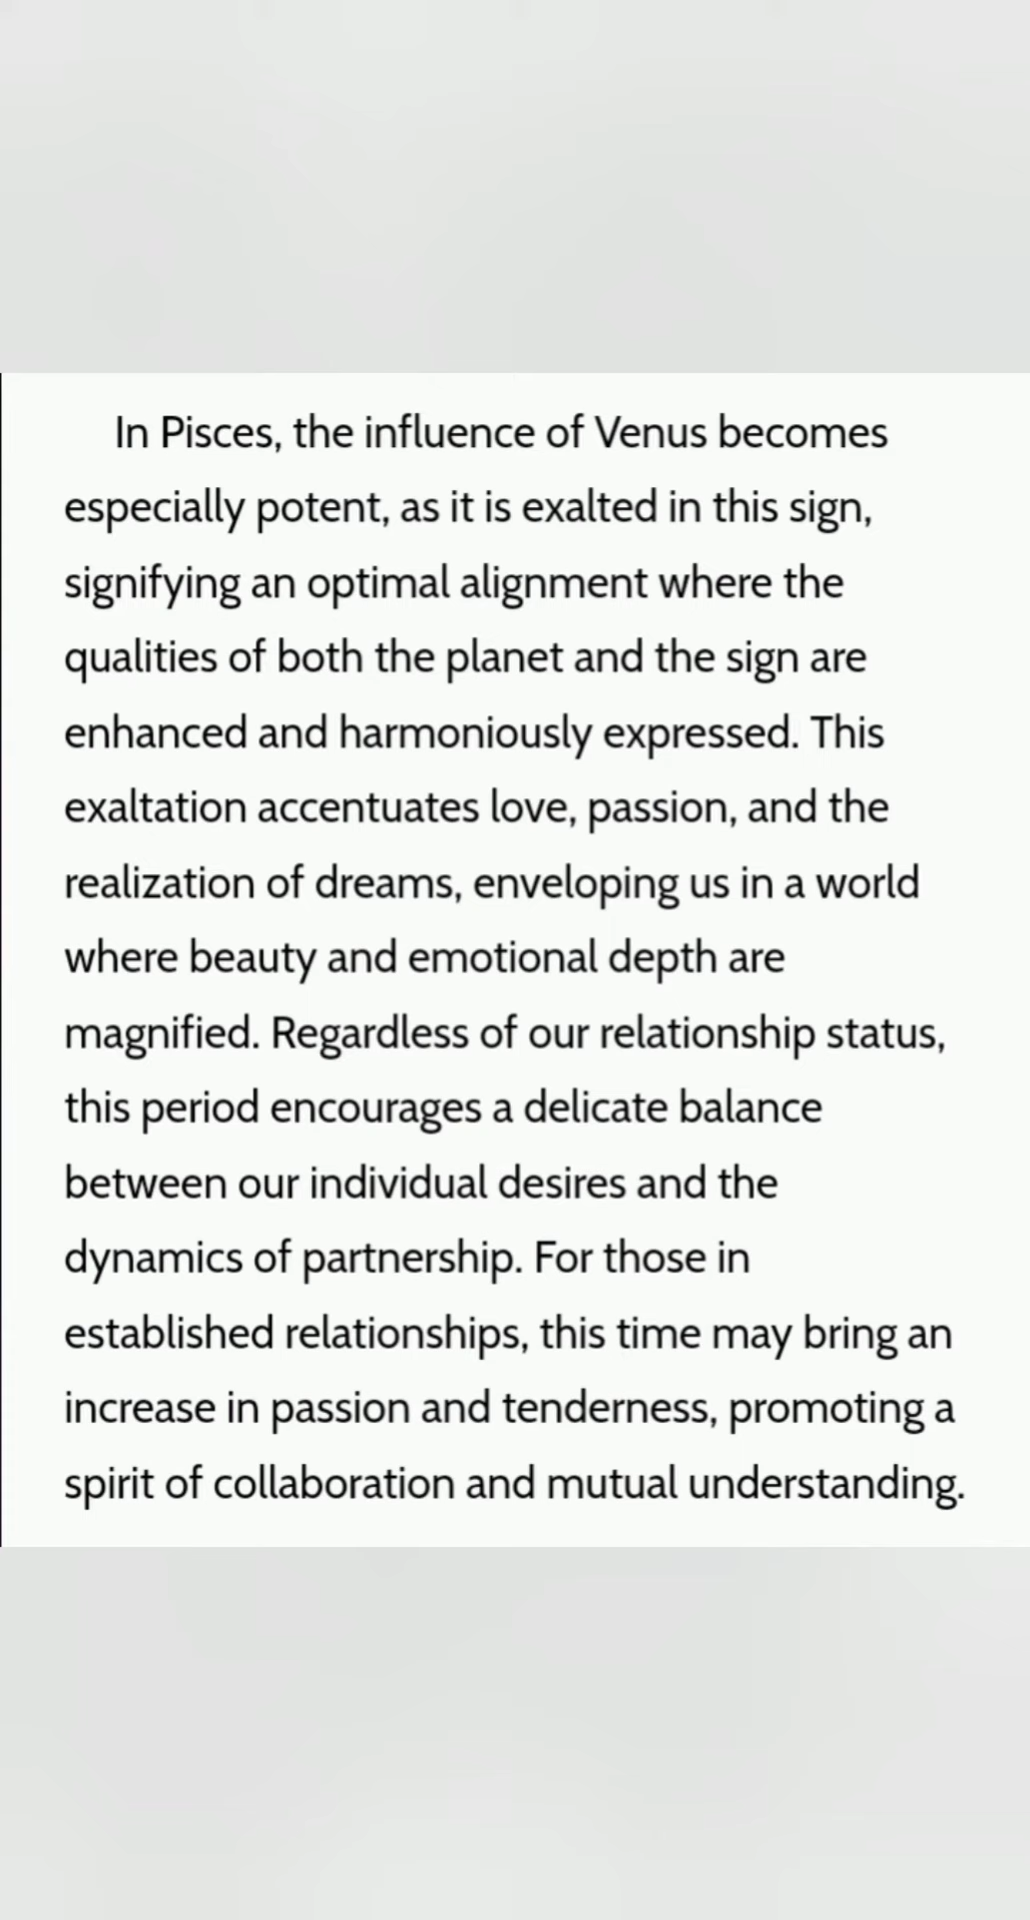 In Pisces, the influence of Venus becomes
especially potent, as it is exalted in this sign,
signifying an optimal alignment where the
qualities of both the planet and the sign are
enhanced and harmoniously expressed. This
exaltation accentuates love, passion, and the
realization of dreams, enveloping us in a world
where beauty and emotional depth are
magnified. Regardless of our relationship status,
this period encourages a delicate balance
between our individual desires and the
dynamics of partnership. For those in
established relationships, this time may bring an
increase in passion and tenderness, promoting a
spirit of collaboration and mutual understanding.